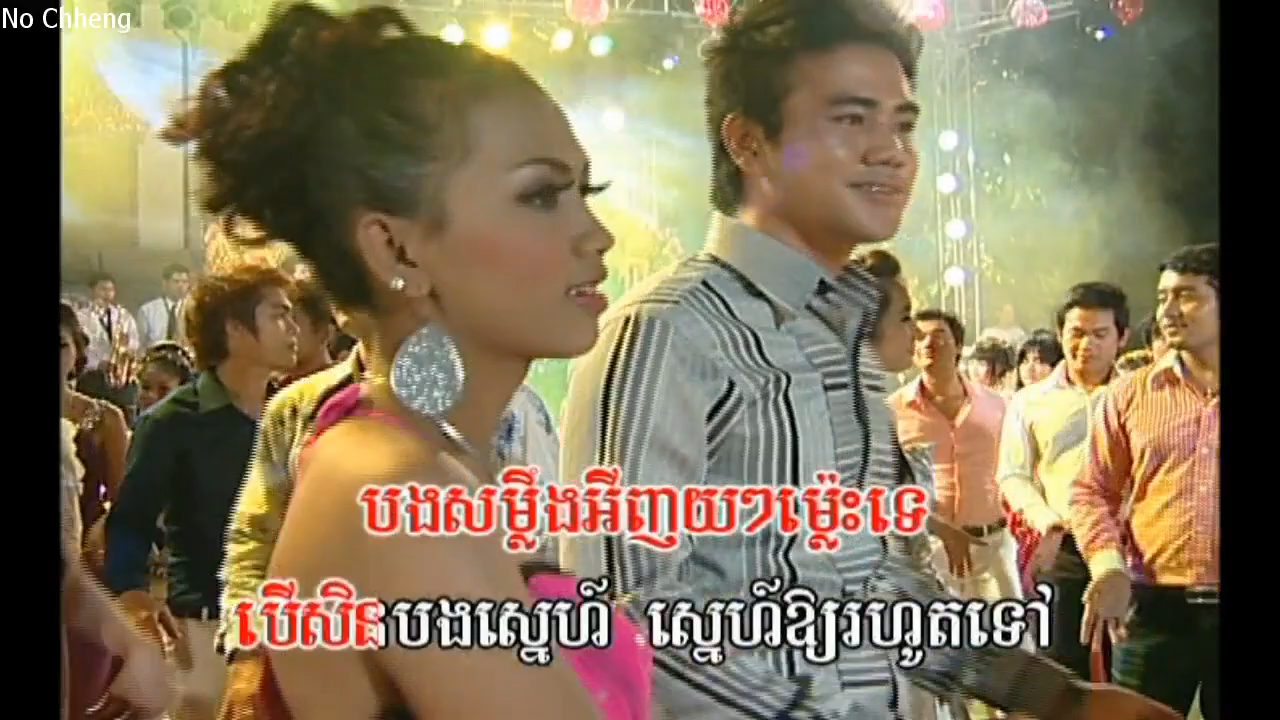 No Chheng
បងសម្លឹងអីញយៗម៉្លេះទេ
បើសិនបងស្នេហ៍ ស្នេហ៍ឱ្យរហូតទៅ